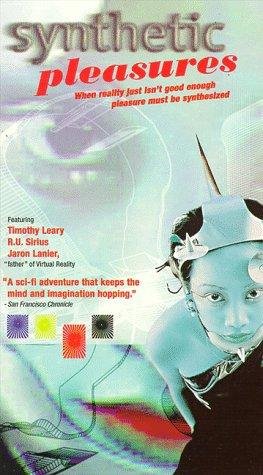 synthetic
pleasures
When reality just isn't good enough
pleasure must be synthesized
Featuring
Timothy Leary
R.U. Sirius
Jaron Lanier,
"father" of Virtual Reality
"A sci-fi adventure that keeps the
mind and imagination hopping."
- San Francisco Chronicle